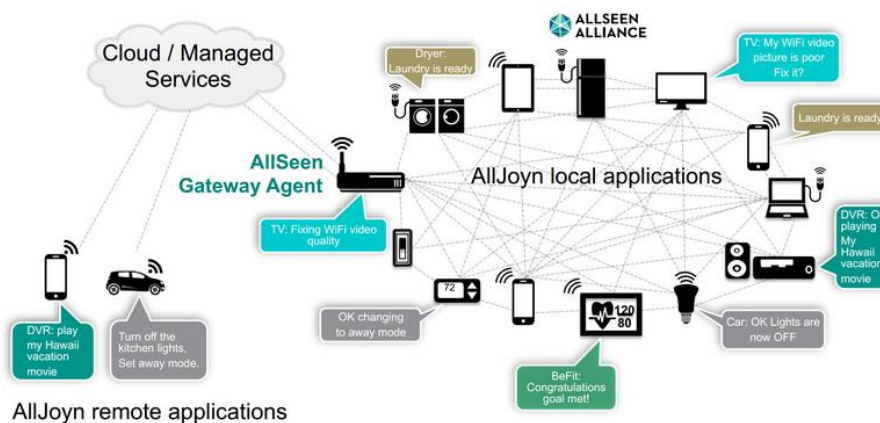 ALLSEEN
ALLIANCE
Cloud / Managed
Services
Dryer:
Laundry is ready
TV: My WiFi video
picture is poor
Fix it?
Laundry is ready
AllSeen
Gateway Agent
AllJoyn local applications
TV: Fixing WiFi video
quality
DVR: O
playing
My
Hawaii
vacation
movie
72
OK changing
to away mode
120
80
Car: OK Lights are
now OFF
DVR: play
my Hawaii
vacation
movie
Turn off the
kitchen lights,
Set away mode.
BeFit:
Congratulations
goal met!
AllJoyn remote applications